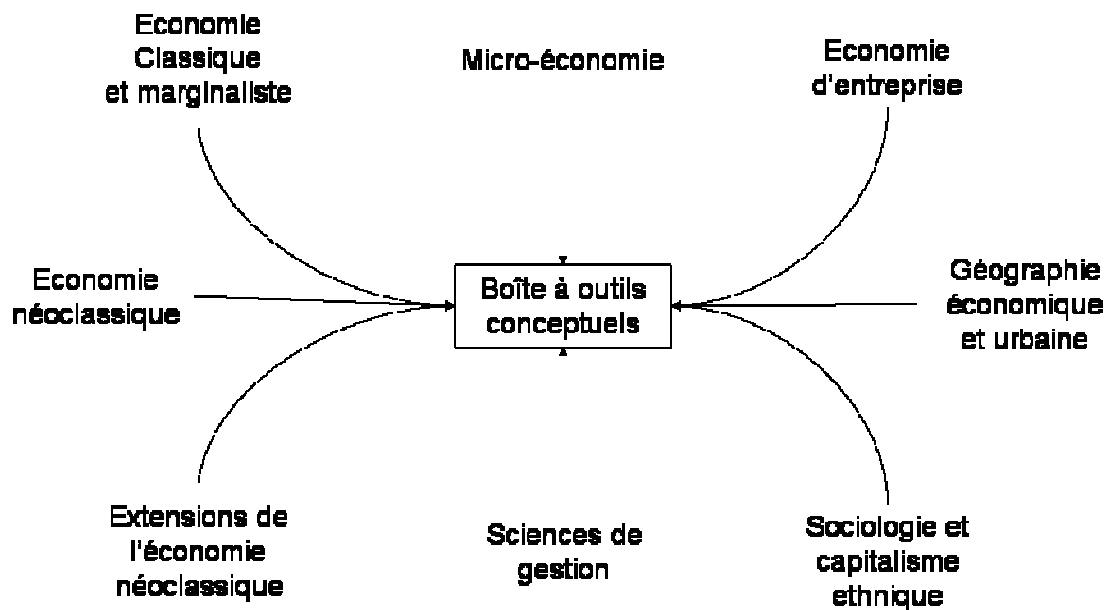 Economie
Classique
et marginaliste
Micro-économie
Economie
d'entreprise
Economie
néoclassique
Boîte à outils
conceptuels
Géographie
économique
et urbaine
Extensions de
l'économie
néoclassique
Sciences de
gestion
Sociologie et
capitalisme
ethnique